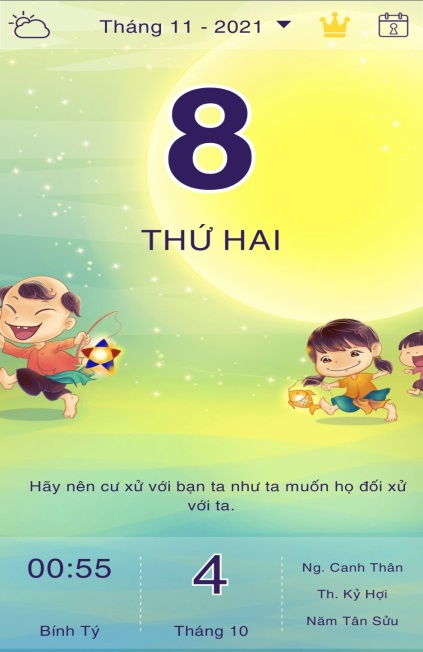 Tháng 11 - 2021
8
THỨ HAI
Hãy nên cư xử với bạn như ta muốn họ đối xử
với ta.
00:55
4
Ng. Canh Thân
Th. Kỷ Hợi
Bính Tý
Tháng 10
Năm Tân Sửu